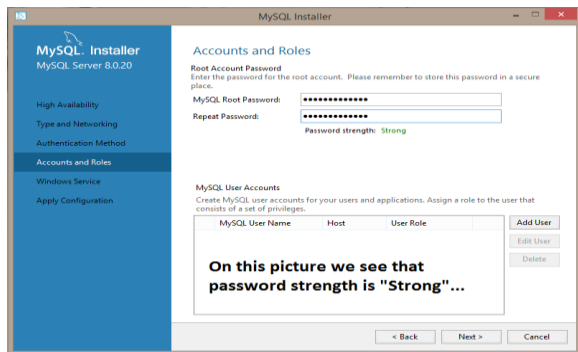 MySQL Installer
MySQL. Installer
MySQL Server 8.0.20
High Availability
Type and Networking
Authentication Method
Accounts and Roles
Windows Service
Apply Configuration
Accounts and Roles
Root Account Password
Enter the password for the root account. Please remember to store this password in a secure
place.
MySQL Root Password: •••••••••••••
Repeat Password: •••••••••••••
Password strength: Strong
MySQL User Accounts
Create MySQL user accounts for your users and applications. Assign a role to the user that
consists of a set of privileges.
MySQL User Name Host User Role
Add User
Edit User
Delete
On this picture we see that
password strength is "Strong"...
< Back Next > Cancel